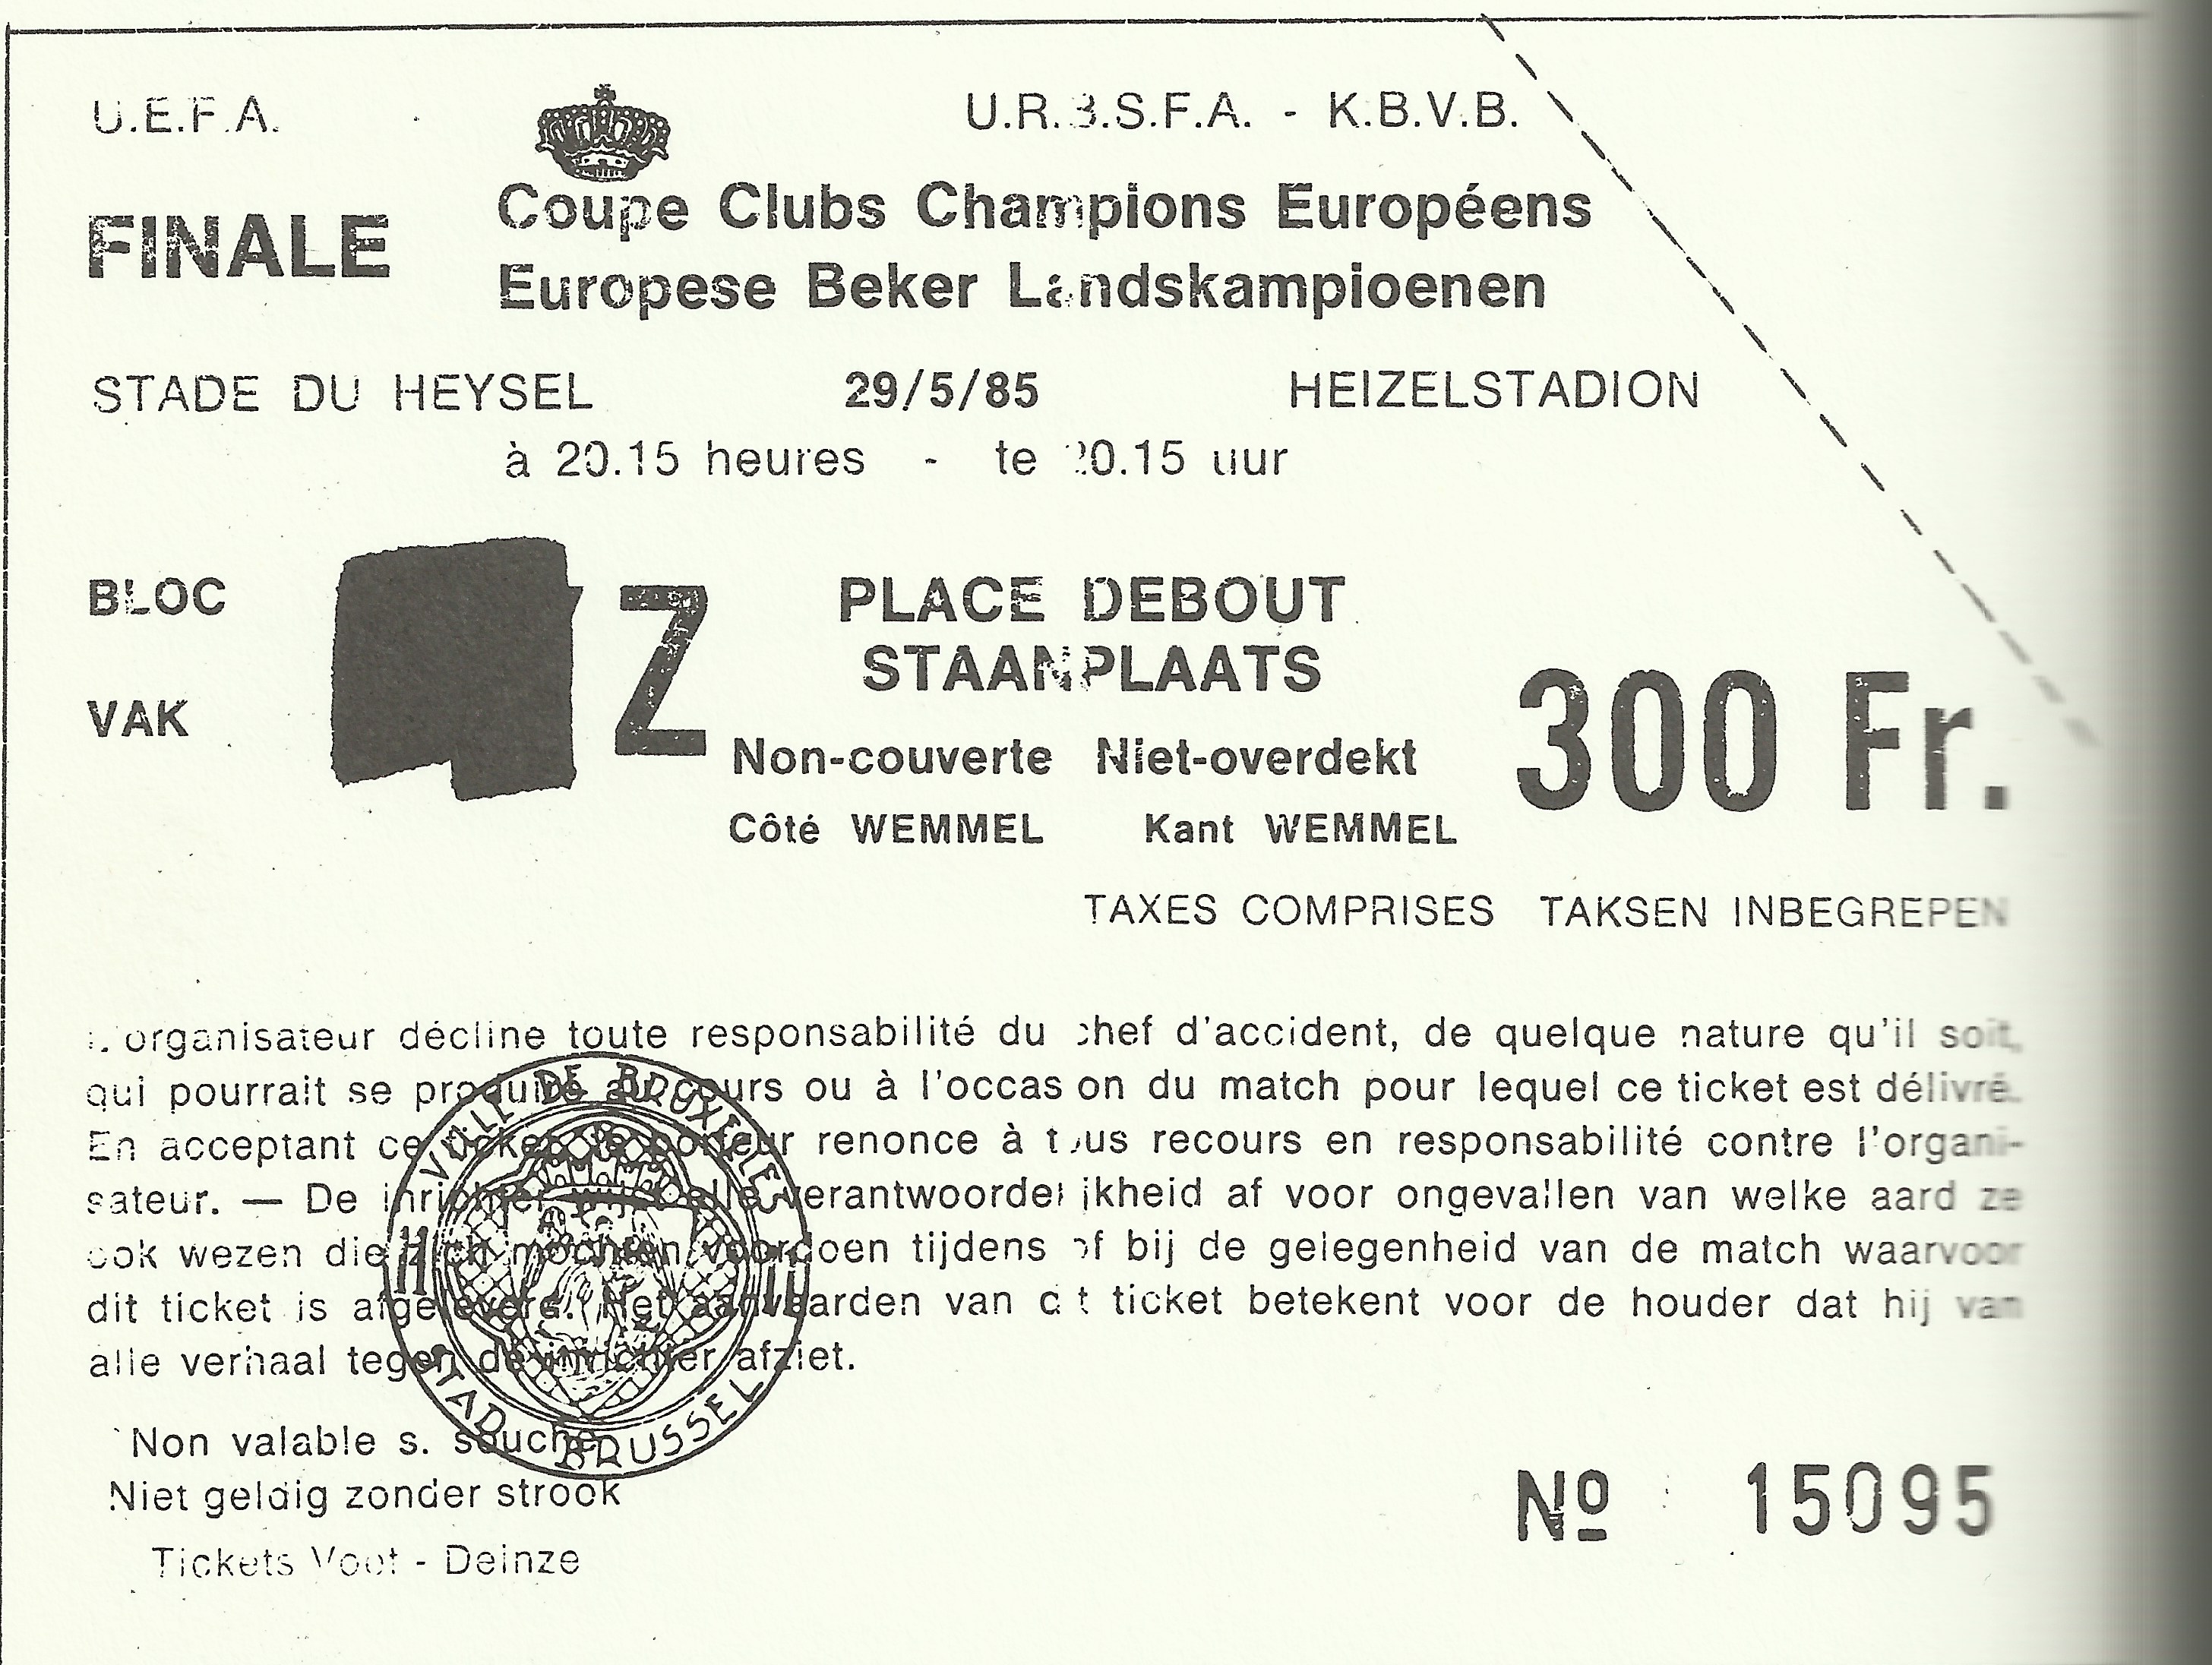 U.E.F.A.
U.R.B.S.F.A. - K.B.V.B.
FINALE
Coupe Clubs Champions Européens
Europese Beker Landskampioenen
STADE DU HEYSEL 29/5/85 HEIZELSTADION
à 20.15 heures - te 20.15 uur
BLOC
VAK
Z
PLACE DEBOUT
STAANPLAATS
Non-couverte Niet-overdekt
Côté WEMMEL Kant WEMMEL
300 Fr.
TAXES COMPRISES TAKSEN INBEGREPEN
L'organisateur décline toute responsabilité du chef d'accident, de quelque nature qu'il soit,
qui pourrait se produire au cours ou à l'occasion du match pour lequel ce ticket est délivré.
En acceptant ce ticket le porteur renonce à tous recours en responsabilité contre l'organi-
sateur. — De inrichter wijst elle verantwoordelijkheid af voor ongevallen van welke aard ze
ook wezen die zich mochten voordoen tijdens of bij de gelegenheid van de match waarvoor
dit ticket is afgeleverd. Het aanvaarden van dit ticket betekent voor de houder dat hij van
alle verhaal tegen de inrichter afziet.
VILLE DE BRUXELLES
STAD BRUSSEL
Non valable s. souche
Niet geldig zonder strook
Tickets Voet - Deinze
Nº 15095